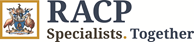 RACP
Specialists. Together